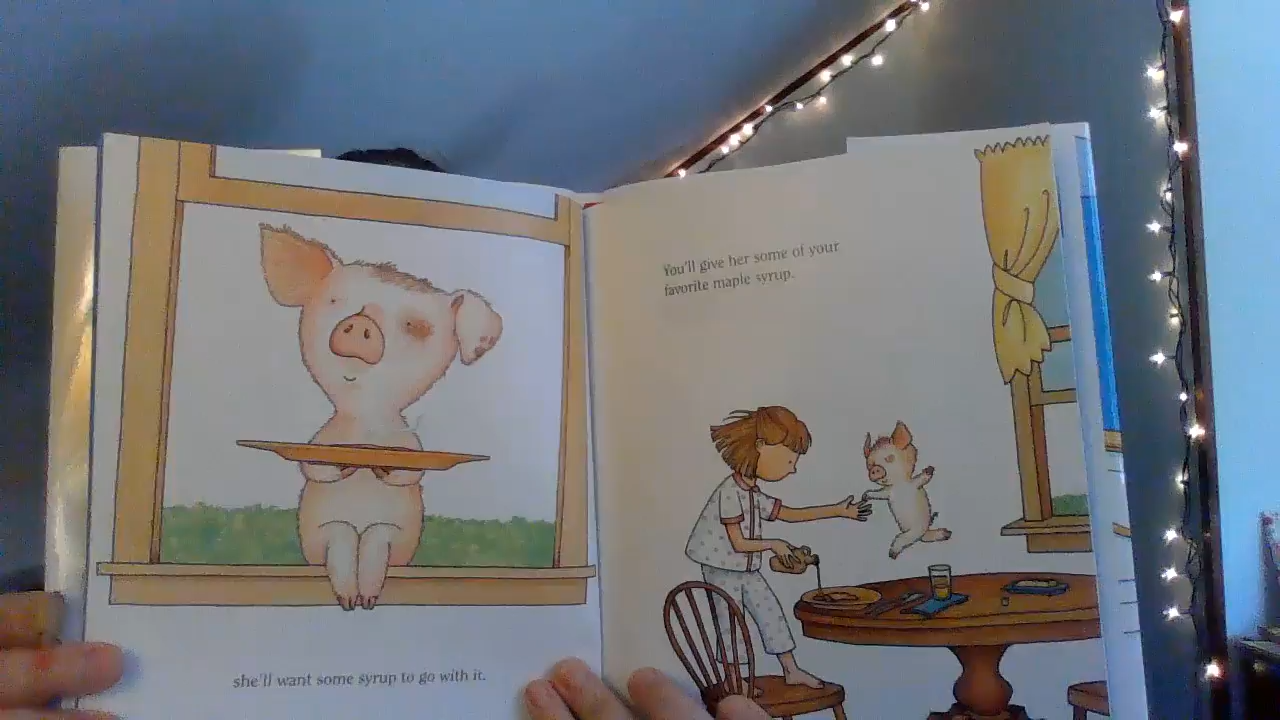 she'll want some syrup to go with it.
You'll give her some of your
favorite maple syrup.